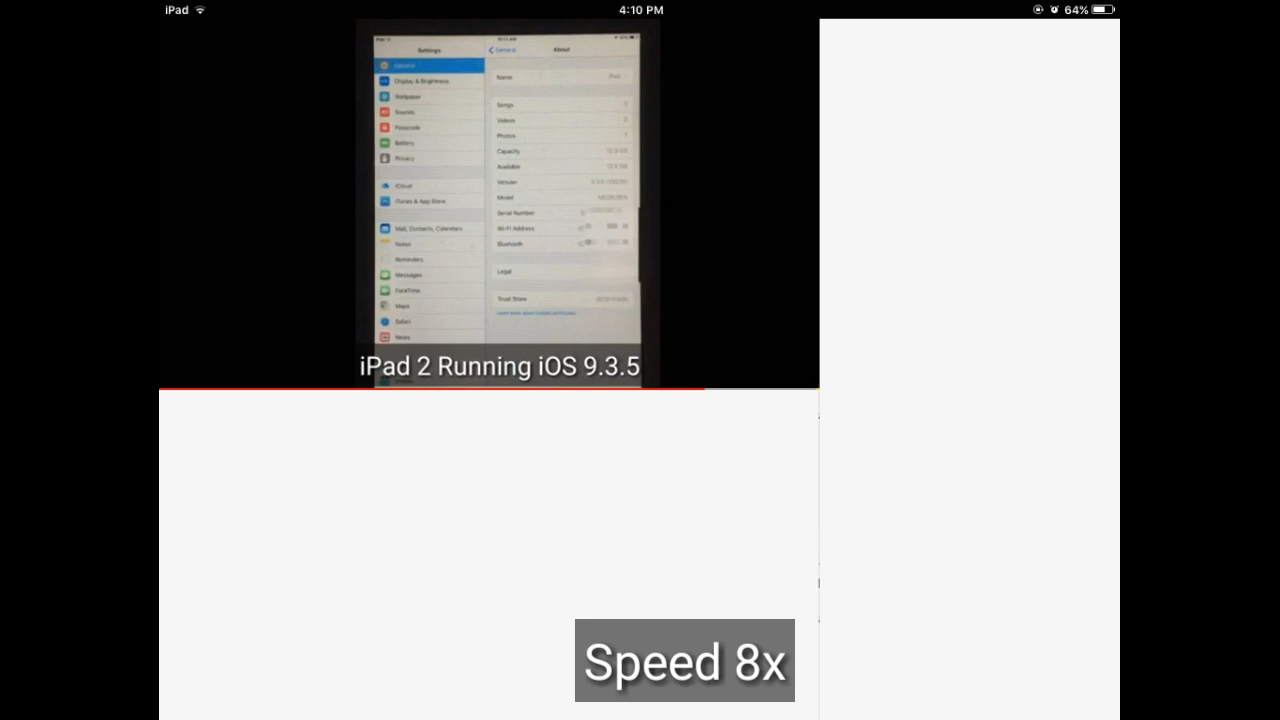 iPad
4:10 PM
64%
Settings
General
About
General
Display & Brightness
Wallpaper
Sounds
Passcode
Battery
Privacy
iCloud
iTunes & App Store
Mail, Contacts, Calendars
Notes
Reminders
Messages
FaceTime
Maps
Safari
News
Name
Songs
Videos
Photos
Capacity
Available
Version
Model
Serial Number
Wi-Fi Address
Bluetooth
Legal
Trust Store
iPad 2 Running iOS 9.3.5
Speed 8x